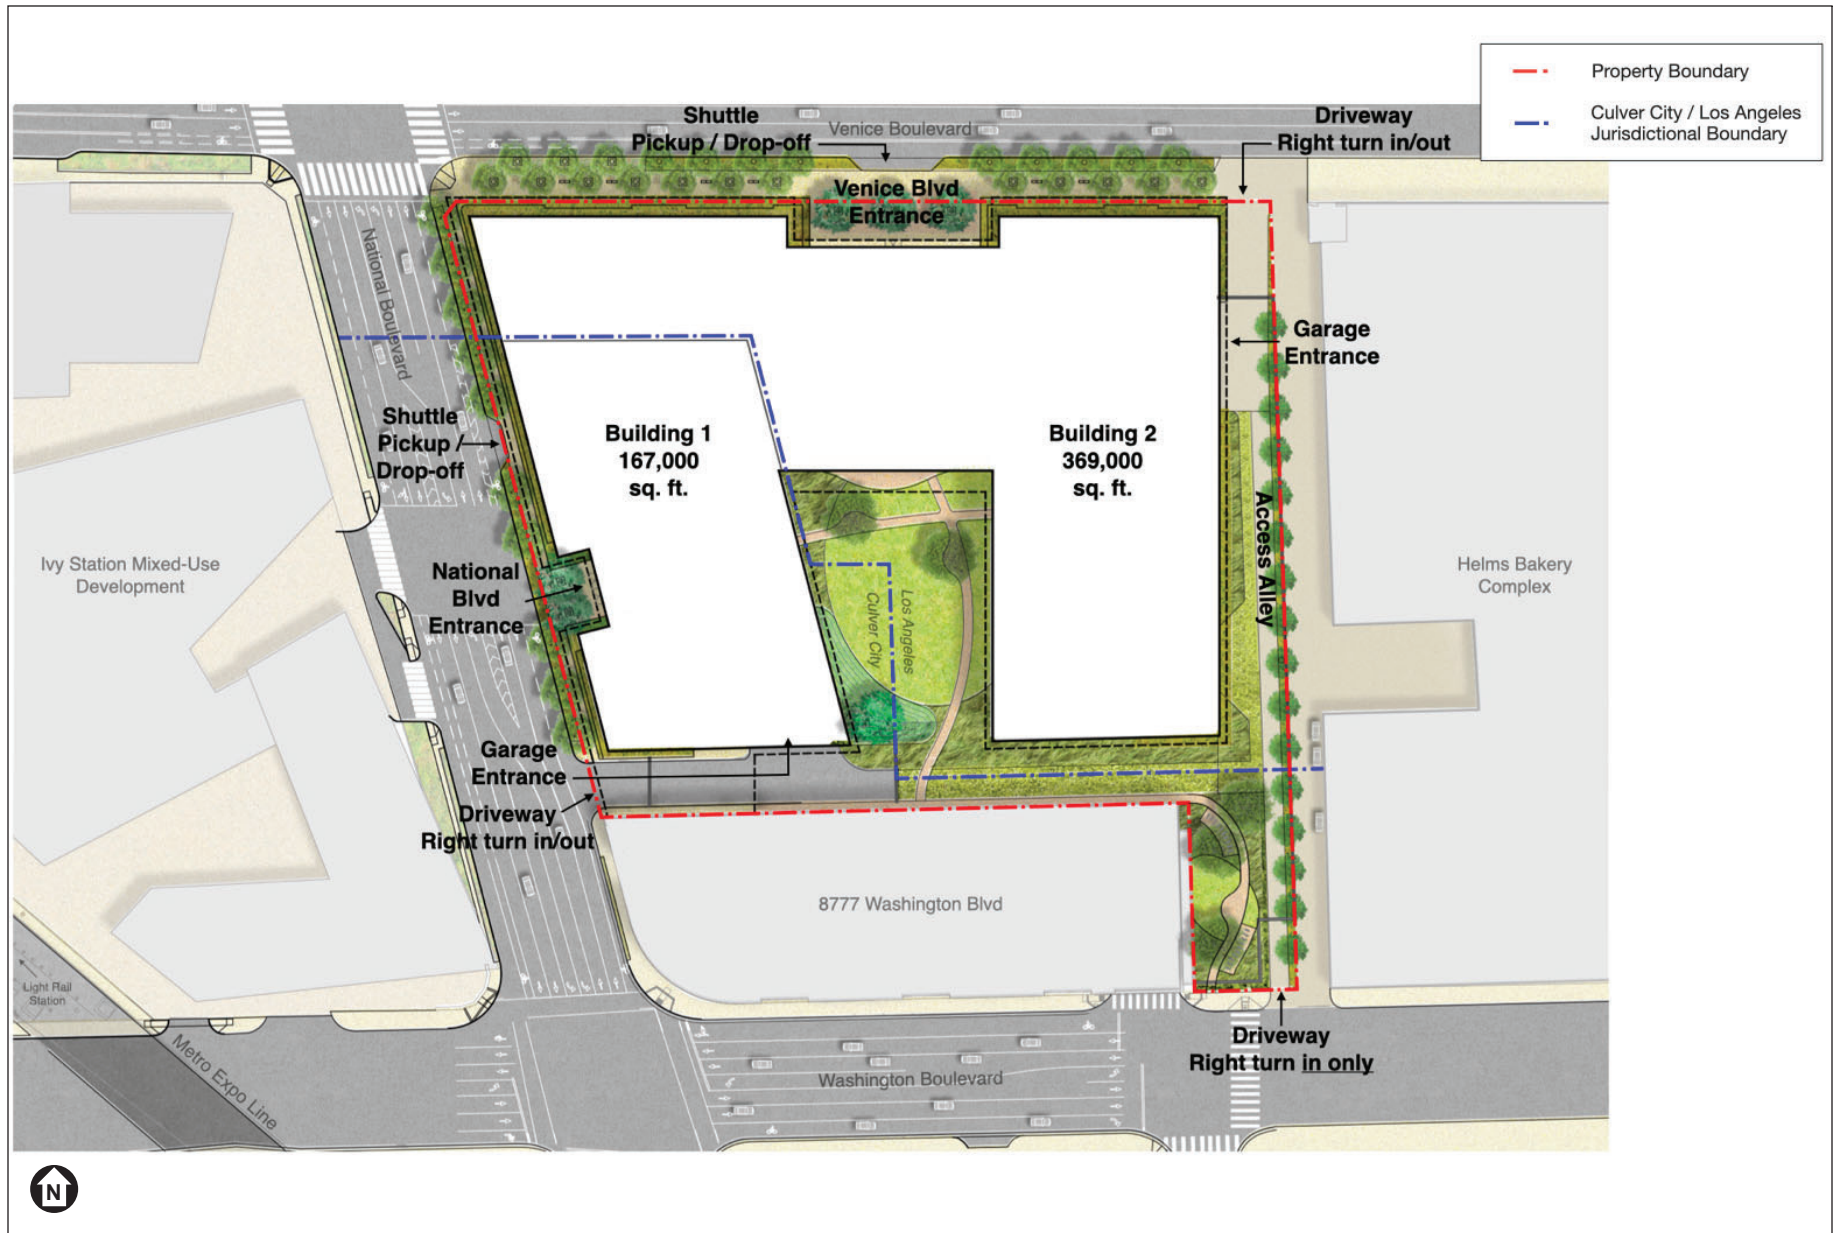 Property Boundary
Culver City / Los Angeles
Jurisdictional Boundary
Shuttle
Pickup / Drop-off
Venice Boulevard
Driveway
Right turn in/out
Venice Blvd
Entrance
National Boulevard
Garage
Entrance
Shuttle
Pickup /
Drop-off
Building 1
167,000
sq. ft.
Building 2
369,000
sq. ft.
Access Alley
Ivy Station Mixed-Use
Development
National
Blvd
Entrance
Los Angeles
Culver City
Helms Bakery
Complex
Garage
Entrance
Driveway
Right turn in/out
8777 Washington Blvd
Light Rail
Station
Metro Expo Line
Washington Boulevard
Driveway
Right turn in only
N